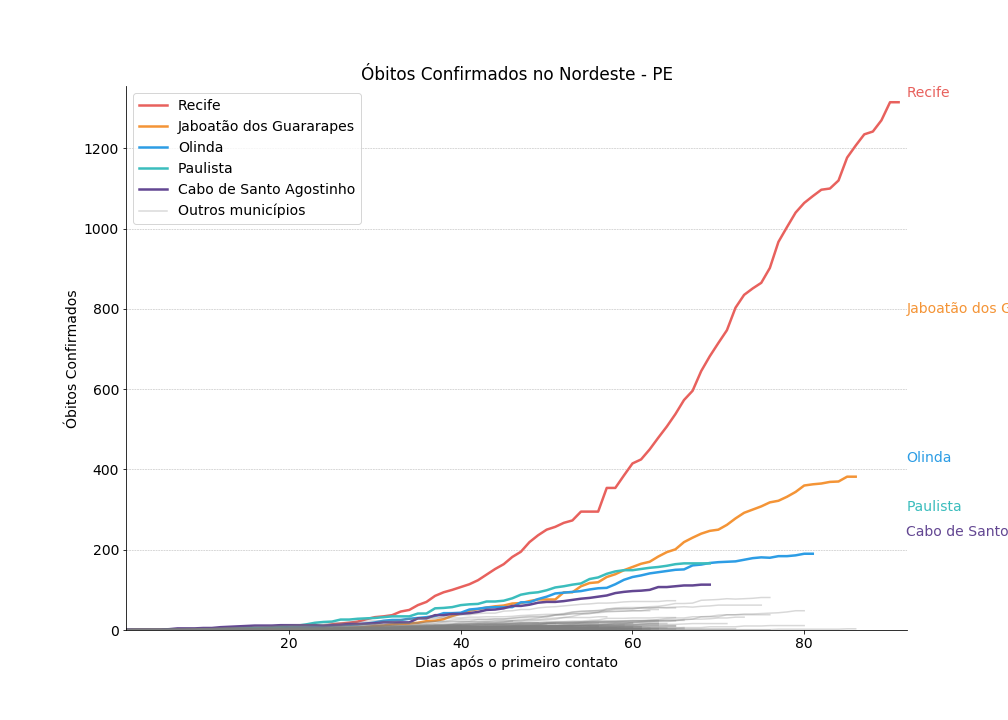 Óbitos Confirmados no Nordeste - PE
Recife
Jaboatão dos Guararapes
Olinda
Paulista
Cabo de Santo Agostinho
Outros municípios
Recife
Jaboatão dos G
Olinda
Paulista
Cabo de Santo
Óbitos Confirmados
1200
1000
800
600
400
200
0
20 40 60 80
Dias após o primeiro contato